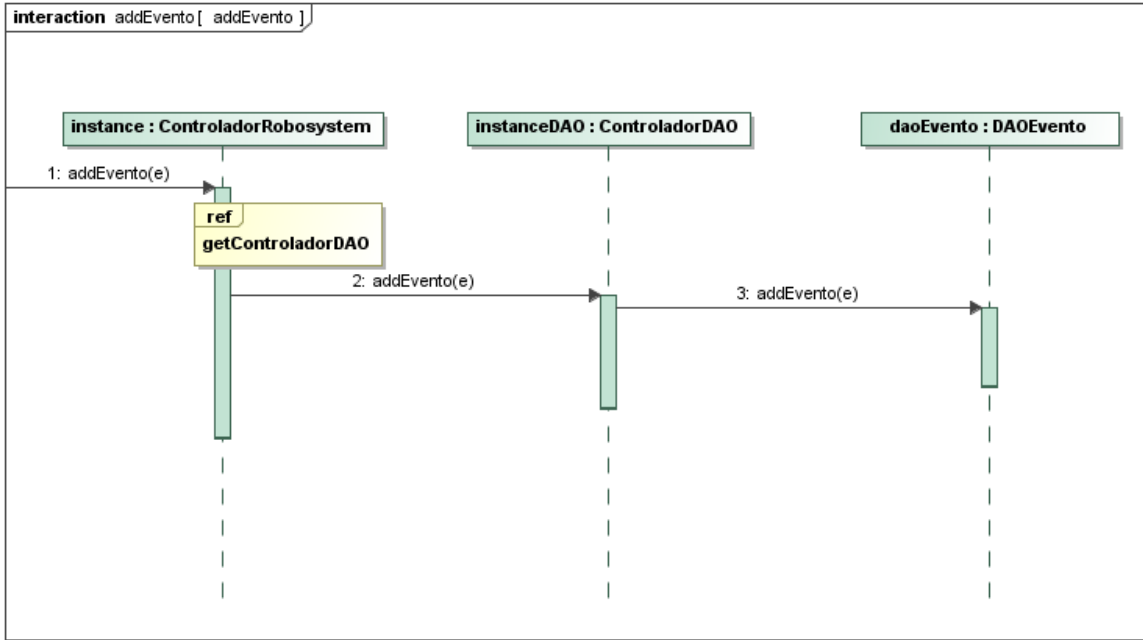 interaction addEvento[ addEvento ]
instance : ControladorRobosystem
instanceDAO : ControladorDAO
daoEvento : DAOEvento
1: addEvento(e)
ref
getControladorDAO
2: addEvento(e)
3: addEvento(e)